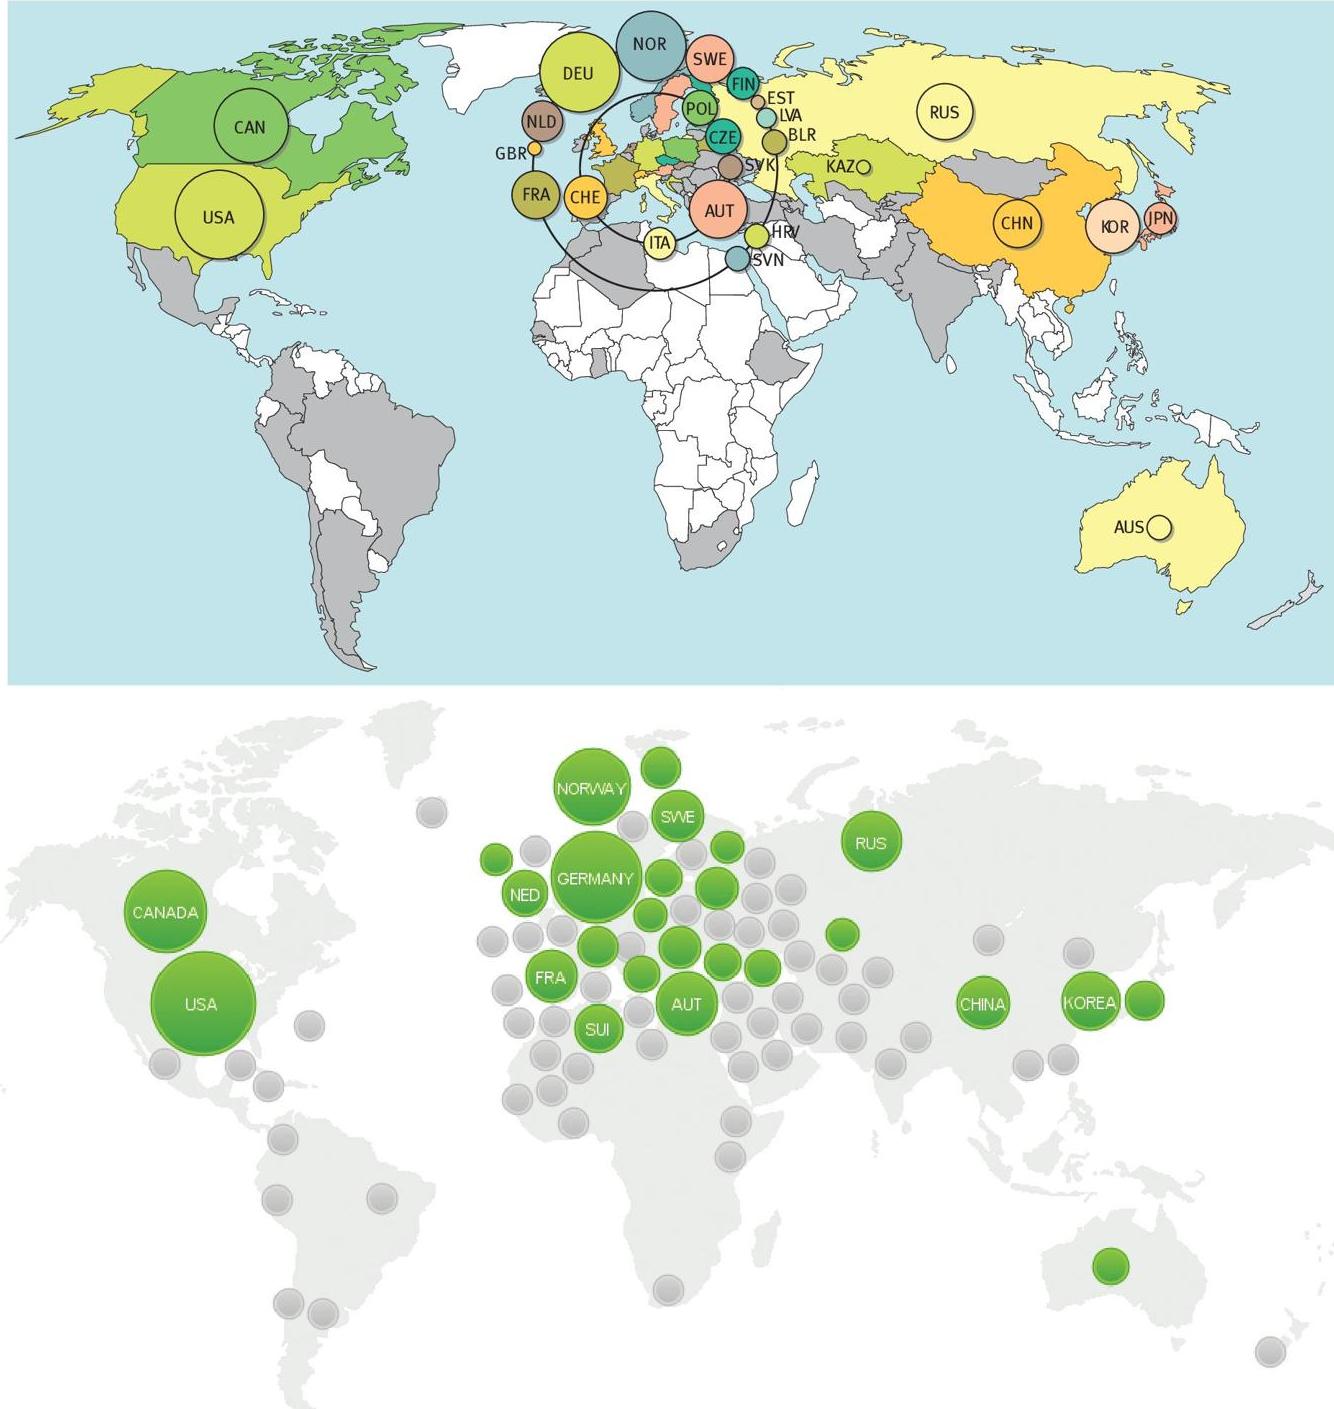 NOR
DEU
SWE
FIN
CAN
NLD
POL
EST
LVA
RUS
CZE
BLR
GBR
SVK
KAZ
FRA
CHE
AUT
USA
CHN
KOR
JPN
HRV
ITA
SVN
AUS
NORWAY
SWE
RUS
GERMANY
NED
CANADA
FRA
USA
AUT
CHINA
KOREA
SUI